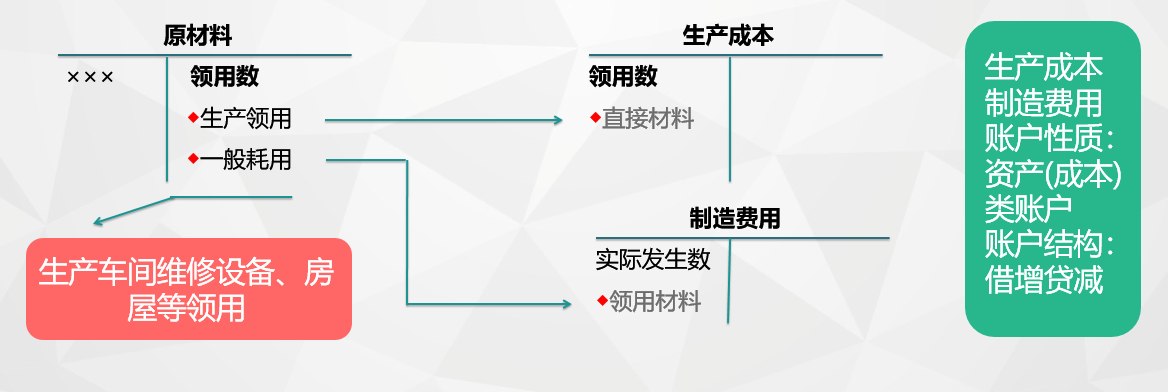 原材料
×××
领用数
◆生产领用
◆一般耗用
生产车间维修设备、房
屋等领用
生产成本
领用数
◆直接材料
制造费用
实际发生数
◆领用材料
生产成本
制造费用
账户性质：
资产(成本)
类账户
账户结构：
借增贷减